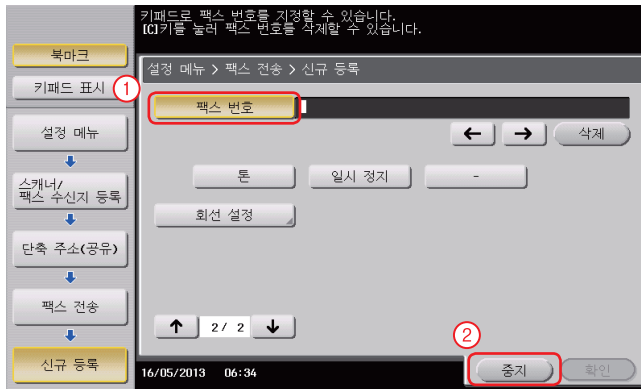 키패드로 팩스 번호를 지정할 수 있습니다.
[C]키를 눌러 팩스 번호를 삭제할 수 있습니다.
북마크
키패드 표시
설정 메뉴
스캐너/
팩스 수신지 등록
단축 주소(공유)
팩스 전송
신규 등록
설정 메뉴 > 팩스 전송 > 신규 등록
1
팩스 번호
← → 삭제
톤 일시 정지 -
회선 설정
↑ 2/ 2 ↓
2
16/05/2013 06:34
중지 확인